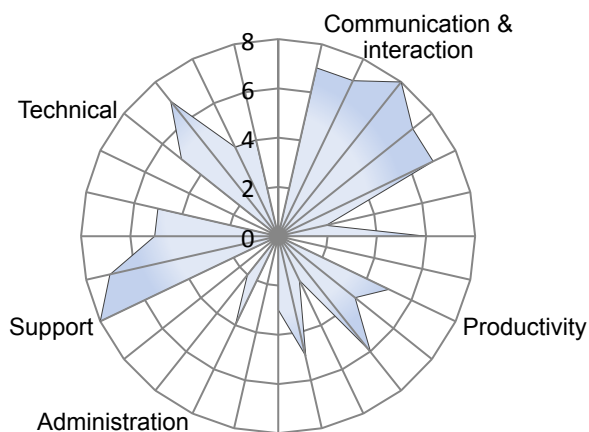 Communication &
interaction
8
6
4
2
0
Technical
Support
Productivity
Administration